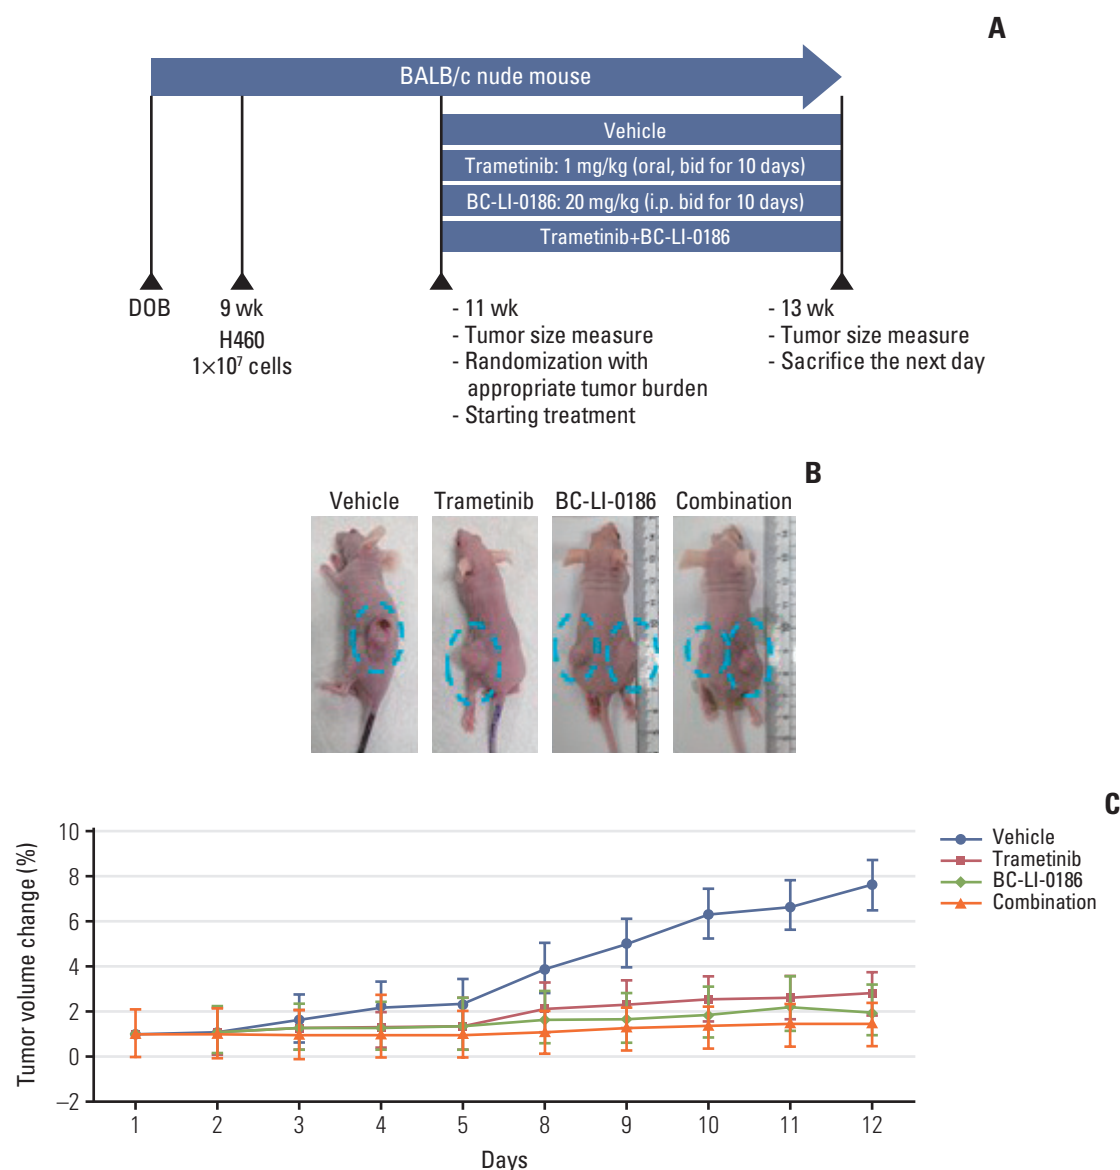 A
BALB/c nude mouse
Vehicle
Trametinib: 1 mg/kg (oral, bid for 10 days)
BC-LI-0186: 20 mg/kg (i.p. bid for 10 days)
Trametinib+BC-LI-0186
DOB
9 wk
H460
1×10⁷ cells
- 11 wk
- Tumor size measure
- Randomization with
appropriate tumor burden
- Starting treatment
- 13 wk
- Tumor size measure
- Sacrifice the next day
B
Vehicle Trametinib BC-LI-0186 Combination
C
Tumor volume change (%)
10
8
6
4
2
0
–2
1 2 3 4 5 8 9 10 11 12
Days
Vehicle
Trametinib
BC-LI-0186
Combination